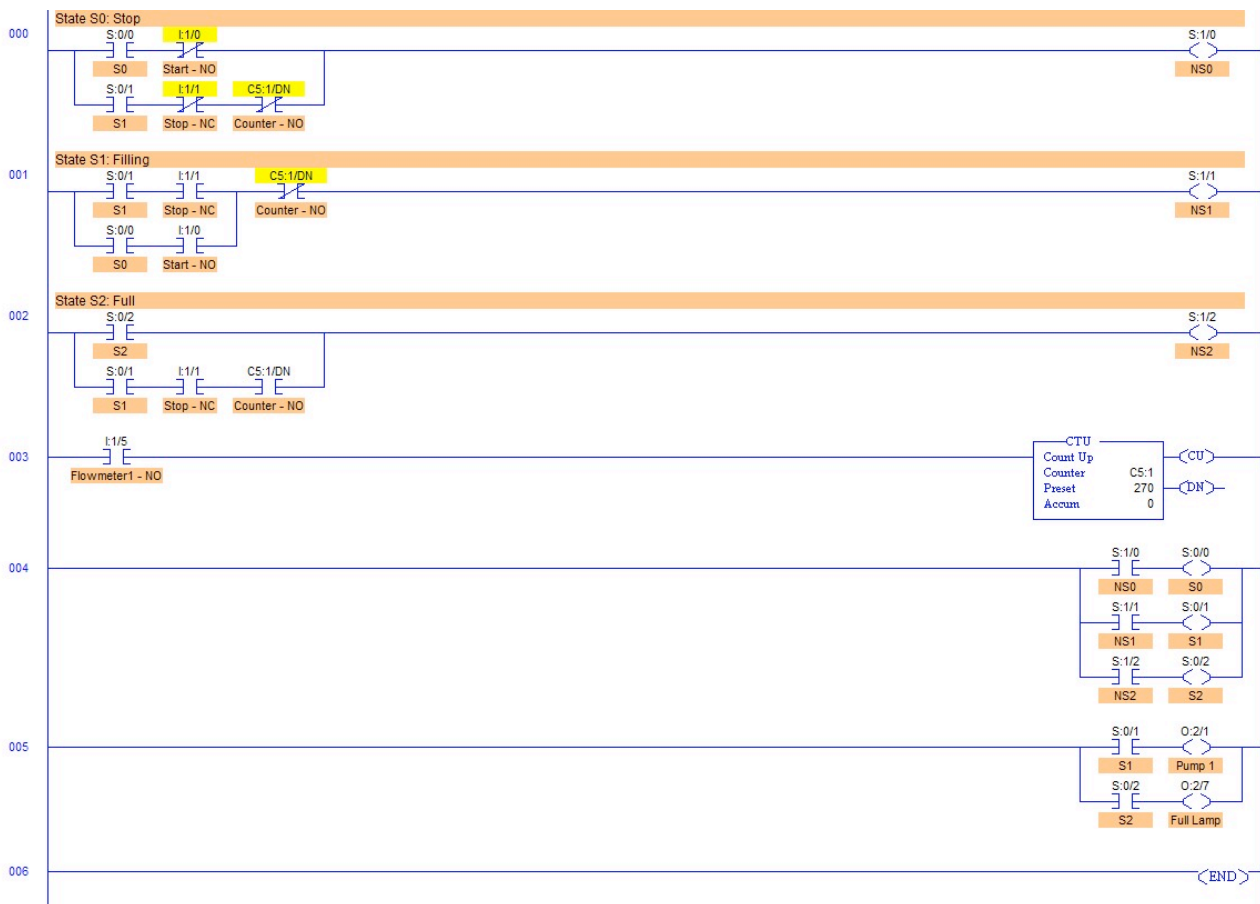 State S0: Stop
000
S:0/0 I:1/0 S:1/0
S0 Start - NO NS0
S:0/1 I:1/1 C5:1/DN
S1 Stop - NC Counter - NO
State S1: Filling
001
S:0/1 I:1/1 C5:1/DN S:1/1
S1 Stop - NC Counter - NO NS1
S:0/0 I:1/0
S0 Start - NO
State S2: Full
002
S:0/2 S:1/2
S2 NS2
S:0/1 I:1/1 C5:1/DN
S1 Stop - NC Counter - NO
I:1/5
003
Flowmeter1 - NO
CTU
Count Up CU
Counter C5:1
Preset 270 DN
Accum 0
004
S:1/0 S:0/0
NS0 S0
S:1/1 S:0/1
NS1 S1
S:1/2 S:0/2
NS2 S2
005
S:0/1 O:2/1
S1 Pump 1
S:0/2 O:2/7
S2 Full Lamp
006
END